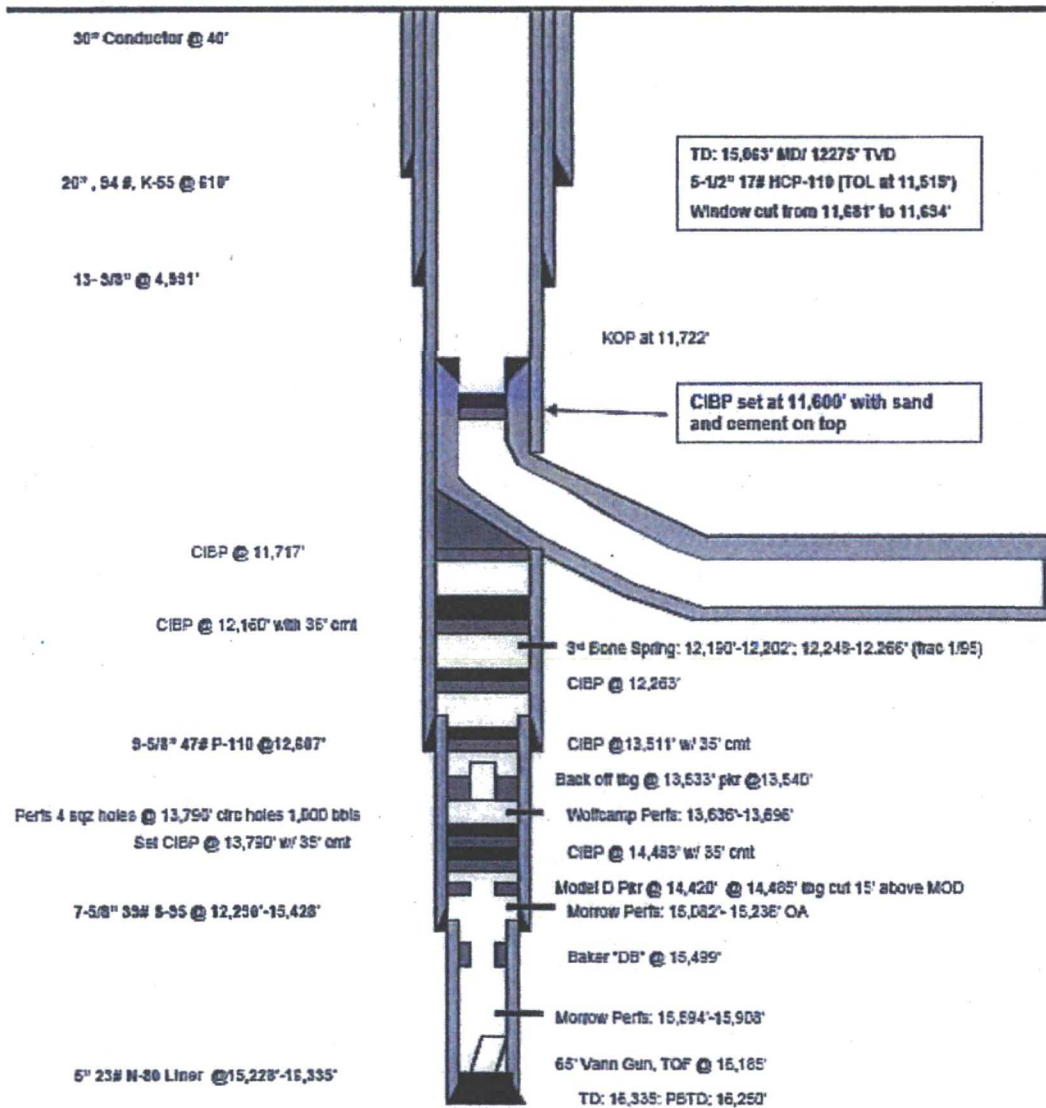 30" Conductor @ 40'
20", 94 #, K-55 @ 610'
13-3/8" @ 4,591'
TD: 15,063' MD/ 12275' TVD
5-1/2" 17# HCP-110 (TOL at 11,515')
Window cut from 11,681' to 11,694'
KOP at 11,722'
CIBP set at 11,600' with sand
and cement on top
CIBP @ 11,717'
CIBP @ 12,160' with 35' cmt
3rd Bone Spring: 12,190'-12,202'; 12,248-12.266' (frac 1/95)
CIBP @ 12,263'
9-5/8" 47# P-110 @12,687'
CIBP @13,511' w/ 35' cmt
Back off tbg @ 13,533' pkr @13,540'
Perfs 4 sqz holes @ 13,795' circ holes 1,000 bbls
Wolfcamp Perfs: 13,636'-13,696'
Set CIBP @ 13,790' w/ 35' cmt
CIBP @ 14,453' w/ 35' cmt
Model D Pkr @ 14,420' @ 14,465' tbg cut 15' above MOD
7-5/8" 39# S-95 @ 12,250'-15,428'
Morrow Perfs: 15,082'- 15,236' OA
Baker "DB" @ 15,499'
Morrow Perfs: 15,594'-15,908'
65' Vann Gun, TOF @ 16,185'
5" 23# N-80 Liner @15,228'-16,335'
TD: 16,335: PBTD: 16,250'